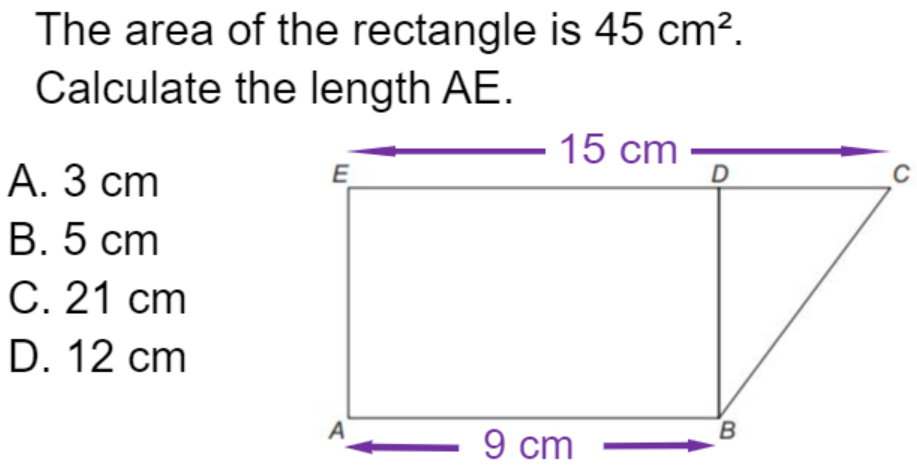 The area of the rectangle is 45 cm².
Calculate the length AE.
15 cm
A. 3 cm
B. 5 cm
C. 21 cm
D. 12 cm
E
D
C
A
B
9 cm